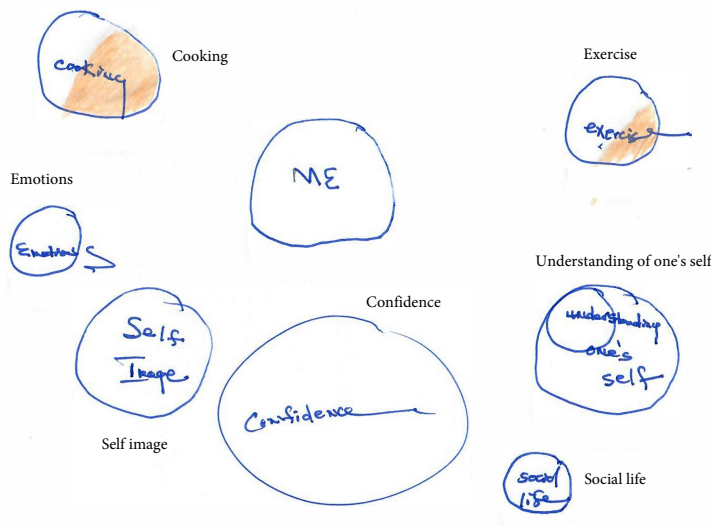 Cooking
cooking
Exercise
exercise
ME
Emotions
Emotions
Understanding of one's self
understanding
one's
self
Confidence
Confidence
Self
Image
Self image
social
life
Social life